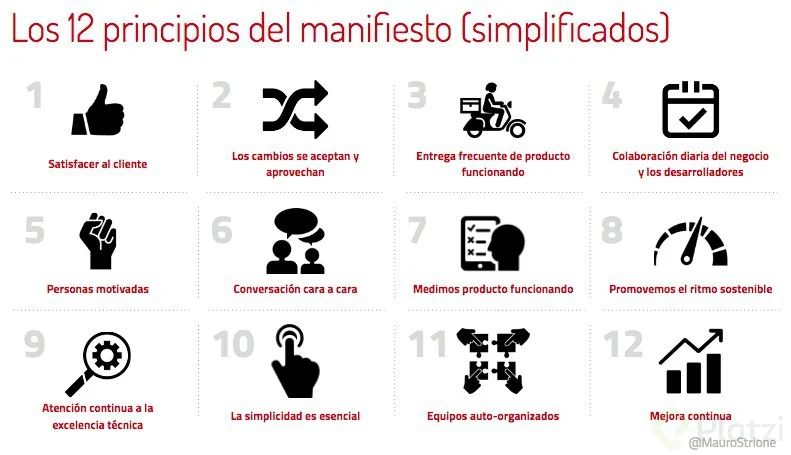 Los 12 principios del manifiesto (simplificados)
1
Satisfacer al cliente
2
Los cambios se aceptan y
aprovechan
3
Entrega frecuente de producto
funcionando
4
Colaboración diaria del negocio
y los desarrolladores
5
Personas motivadas
6
Conversación cara a cara
7
Medimos producto funcionando
8
Promovemos el ritmo sostenible
9
Atención continua a la
excelencia técnica
10
La simplicidad es esencial
11
Equipos auto-organizados
12
Mejora continua
Platzi
@MauroStrione